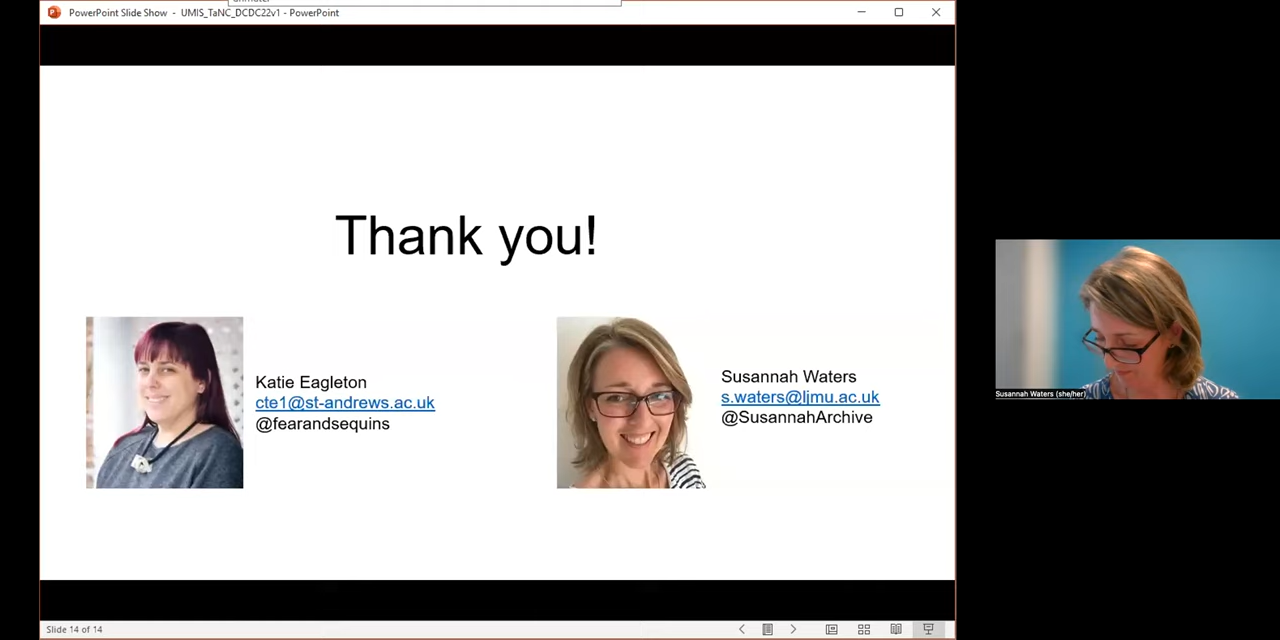 PowerPoint Slide Show - UMIS_TaNC_DCDC22v1 - PowerPoint
Thank you!
Katie Eagleton
cte1@st-andrews.ac.uk
@fearandsequins
Susannah Waters
s.waters@ljmu.ac.uk
@SusannahArchive
Susannah Waters (she/her)
Slide 14 of 14